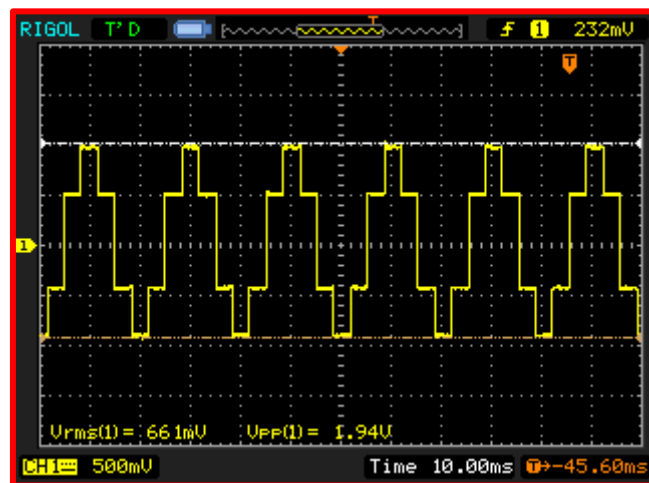 RIGOL T'D T f 1 232mV
T
1
Vrms(1)= 661mV Vpp(1)= 1.94V
CH1 500mV Time 10.00ms T→-45.60ms